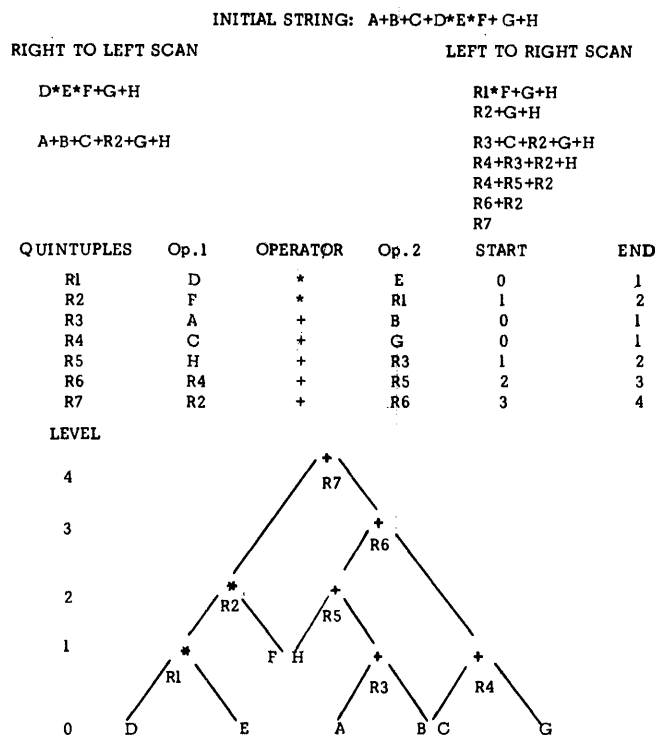 INITIAL STRING: A+B+C+D*E*F+ G+H
RIGHT TO LEFT SCAN LEFT TO RIGHT SCAN
D*E*F+G+H R1*F+G+H
R2+G+H
A+B+C+R2+G+H R3+C+R2+G+H
R4+R3+R2+H
R4+R5+R2
R6+R2
R7
QUINTUPLES Op.1 OPERATOR Op.2 START END
R1 D * E 0 1
R2 F * R1 1 2
R3 A + B 0 1
R4 C + G 0 1
R5 H + R3 1 2
R6 R4 + R5 2 3
R7 R2 + R6 3 4
LEVEL
+
4 R7
3 +
R6
2 * +
R2 R5
1 * F H + +
R1 R3 R4
0 D E A B C G